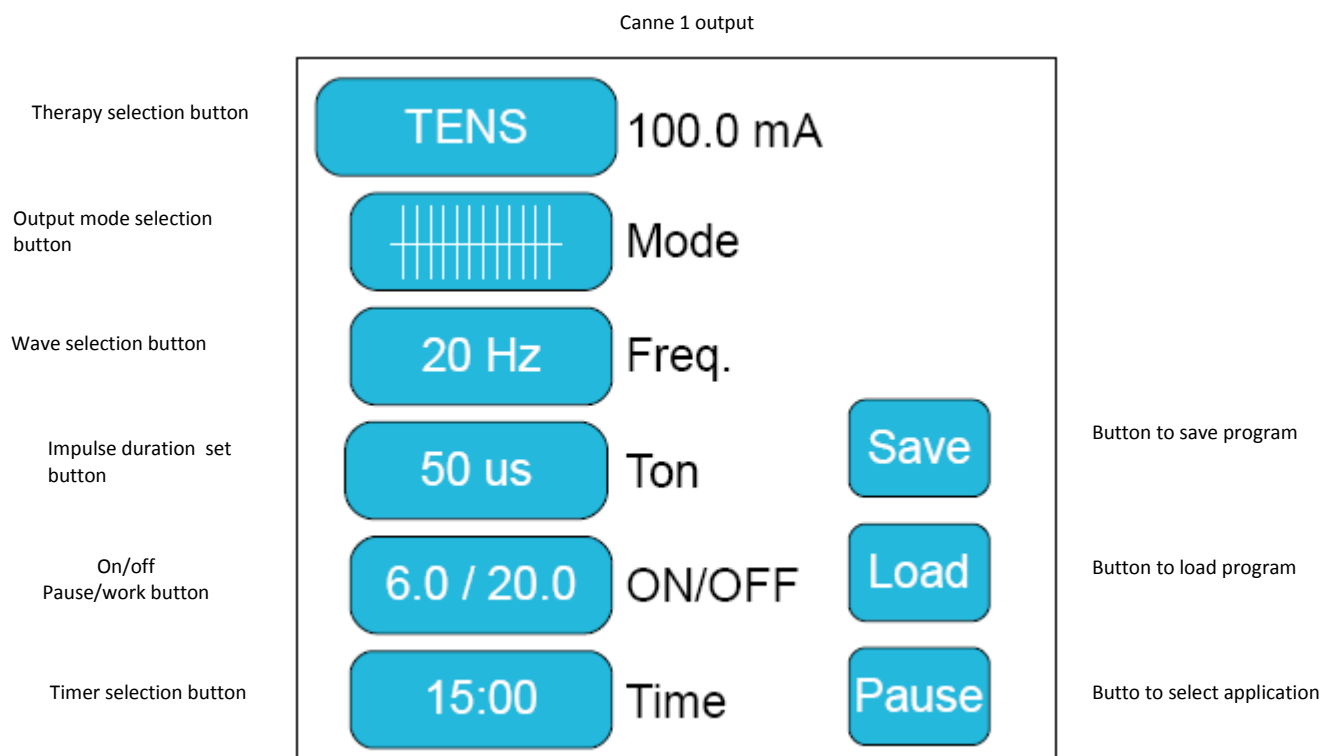 Canne 1 output
Therapy selection button
TENS
100.0 mA
Output mode selection
button
Mode
Wave selection button
20 Hz
Freq.
Impulse duration set
button
50 us
Ton
Save
Button to save program
On/off
Pause/work button
6.0 / 20.0
ON/OFF
Load
Button to load program
Timer selection button
15:00
Time
Pause
Butto to select application